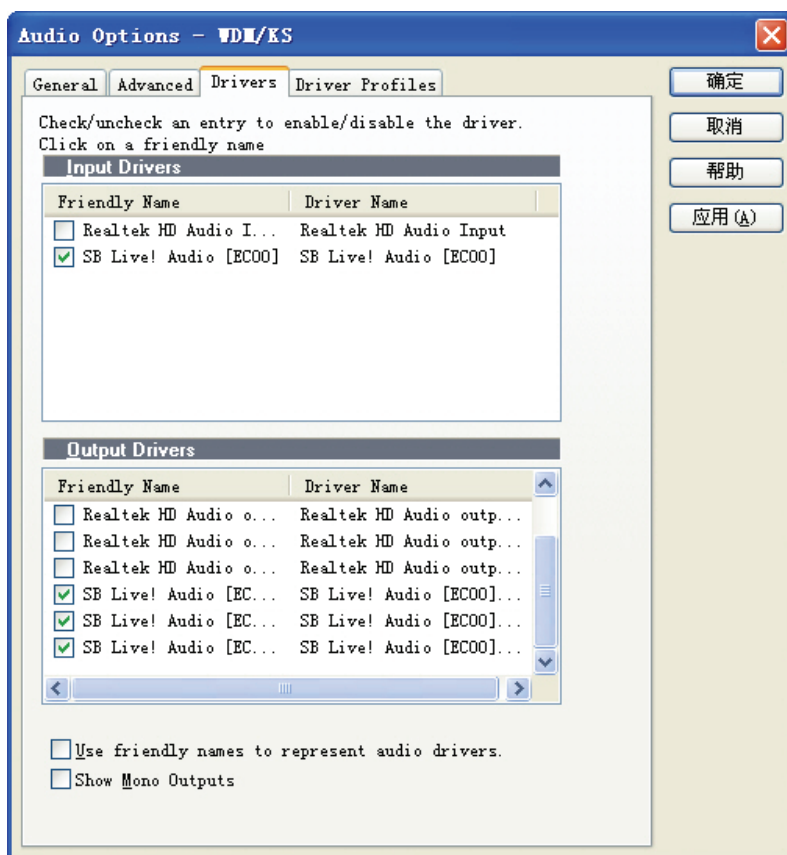 Audio Options - WDM/KS
General Advanced Drivers Driver Profiles
确定
取消
帮助
应用(A)
Check/uncheck an entry to enable/disable the driver.
Click on a friendly name
Input Drivers
Friendly Name Driver Name
Realtek HD Audio I... Realtek HD Audio Input
SB Live! Audio [EC00] SB Live! Audio [EC00]
Output Drivers
Friendly Name Driver Name
Realtek HD Audio o... Realtek HD Audio outp...
Realtek HD Audio o... Realtek HD Audio outp...
Realtek HD Audio o... Realtek HD Audio outp...
SB Live! Audio [EC... SB Live! Audio [EC00]...
SB Live! Audio [EC... SB Live! Audio [EC00]...
SB Live! Audio [EC... SB Live! Audio [EC00]...
Use friendly names to represent audio drivers.
Show Mono Outputs